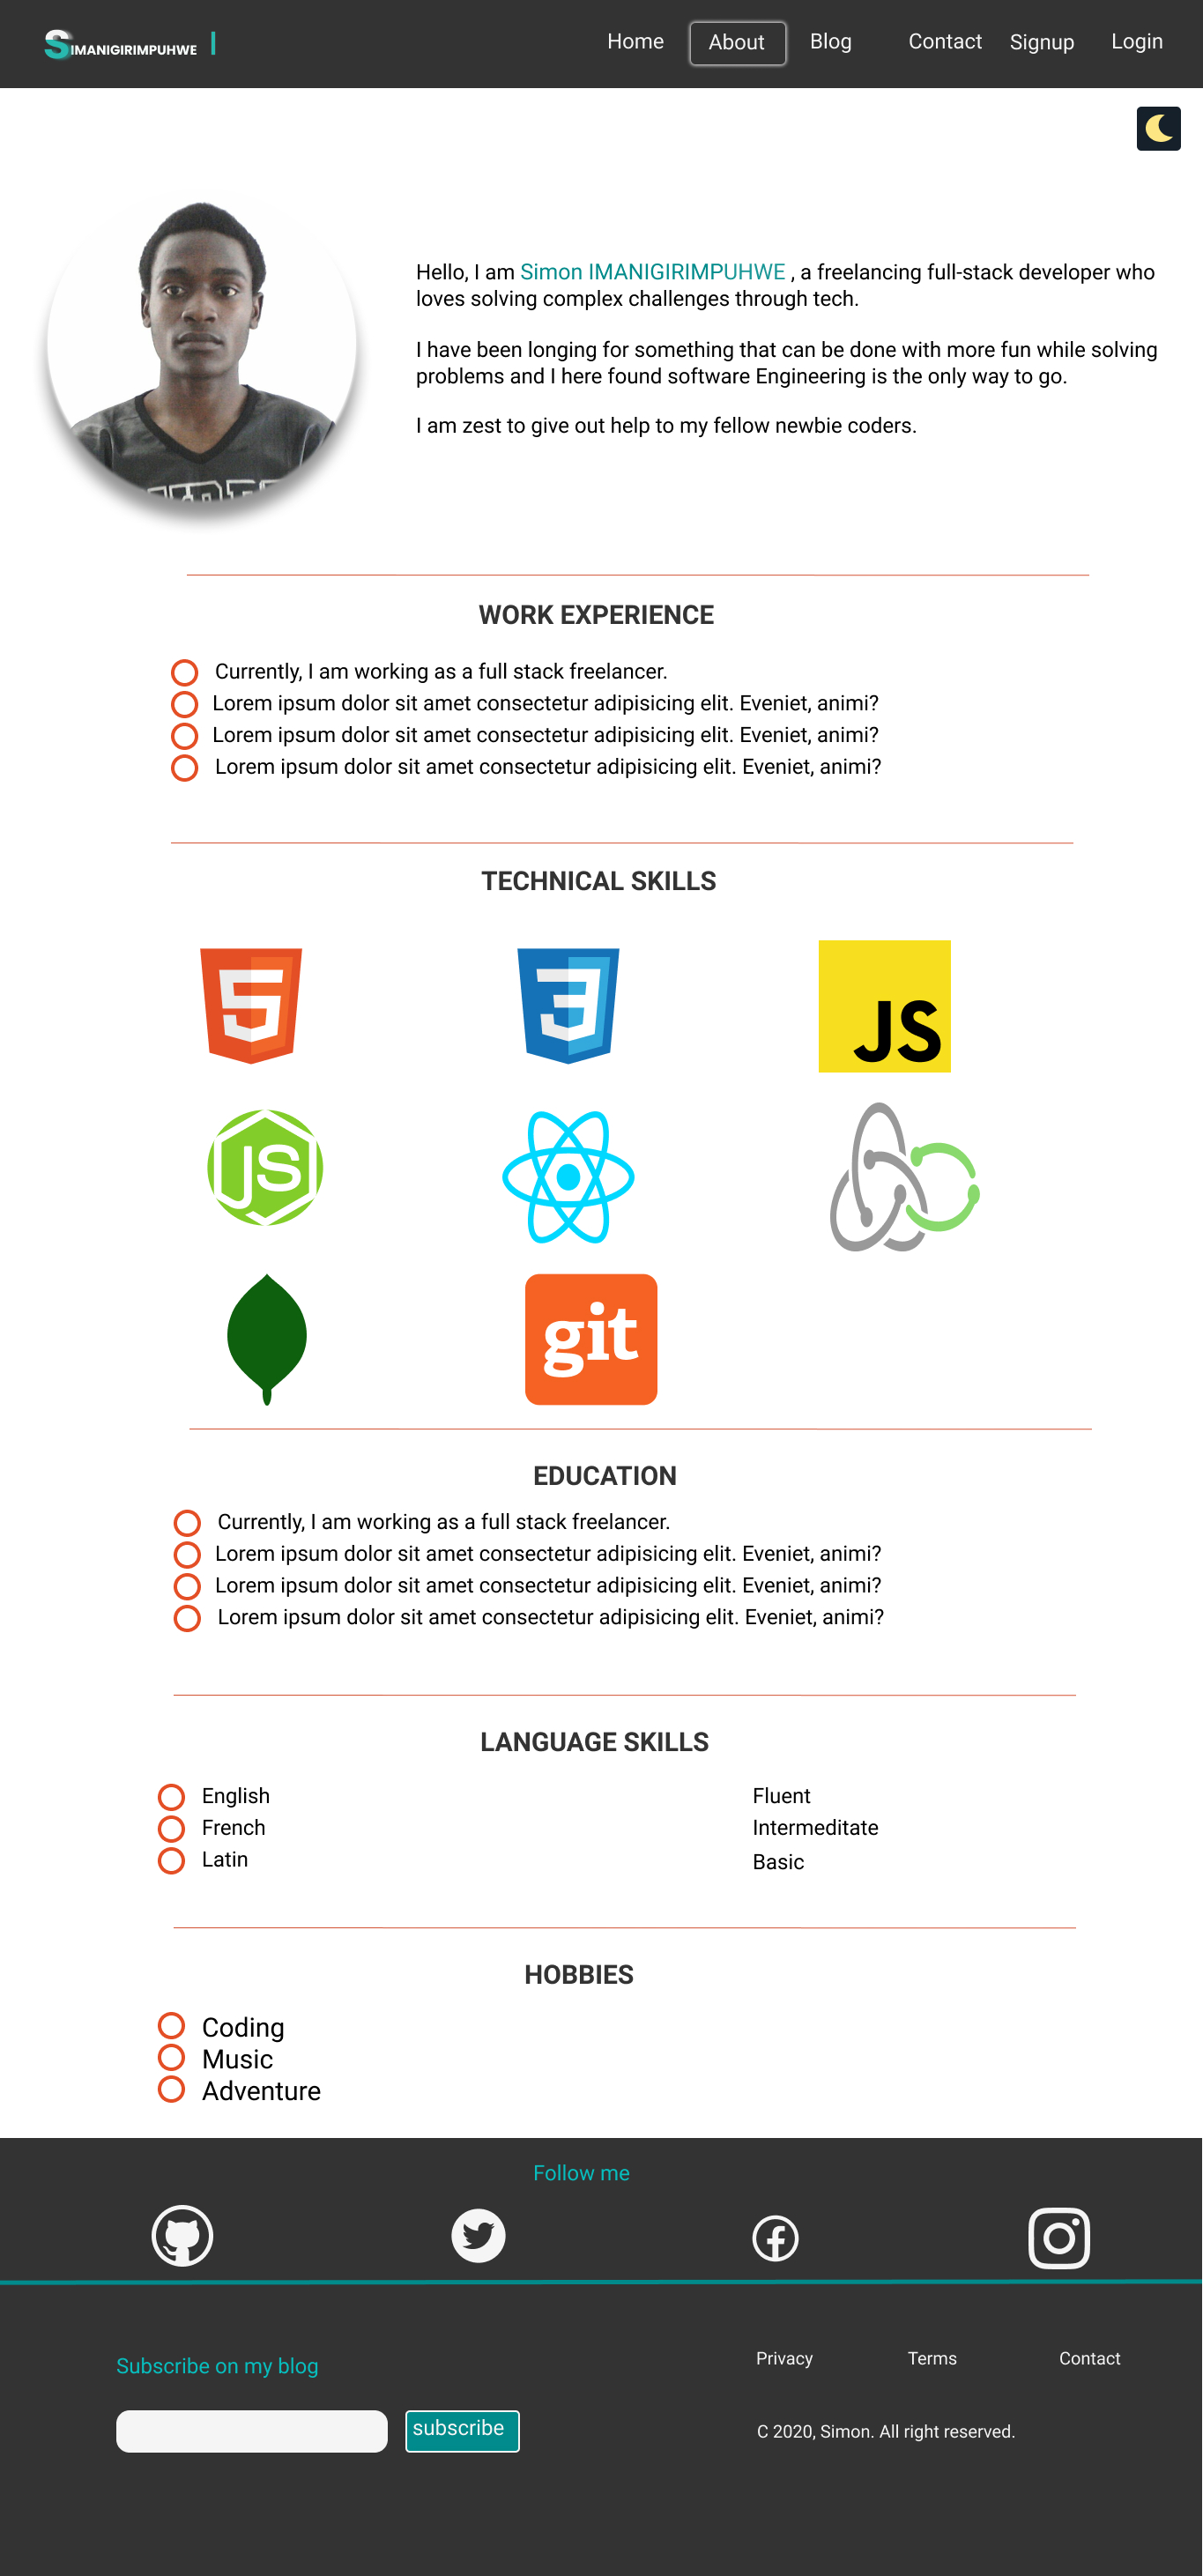 SIMANIGIRIMPUHWE
Home About Blog Contact Signup Login
Hello, I am Simon IMANIGIRIMPUHWE , a freelancing full-stack developer who
loves solving complex challenges through tech.
I have been longing for something that can be done with more fun while solving
problems and I here found software Engineering is the only way to go.
I am zest to give out help to my fellow newbie coders.
WORK EXPERIENCE
Currently, I am working as a full stack freelancer.
Lorem ipsum dolor sit amet consectetur adipisicing elit. Eveniet, animi?
Lorem ipsum dolor sit amet consectetur adipisicing elit. Eveniet, animi?
Lorem ipsum dolor sit amet consectetur adipisicing elit. Eveniet, animi?
TECHNICAL SKILLS
5 3 JS
JS
git
EDUCATION
Currently, I am working as a full stack freelancer.
Lorem ipsum dolor sit amet consectetur adipisicing elit. Eveniet, animi?
Lorem ipsum dolor sit amet consectetur adipisicing elit. Eveniet, animi?
Lorem ipsum dolor sit amet consectetur adipisicing elit. Eveniet, animi?
LANGUAGE SKILLS
English Fluent
French Intermeditate
Latin Basic
HOBBIES
Coding
Music
Adventure
Follow me
Subscribe on my blog
subscribe
Privacy Terms Contact
C 2020, Simon. All right reserved.